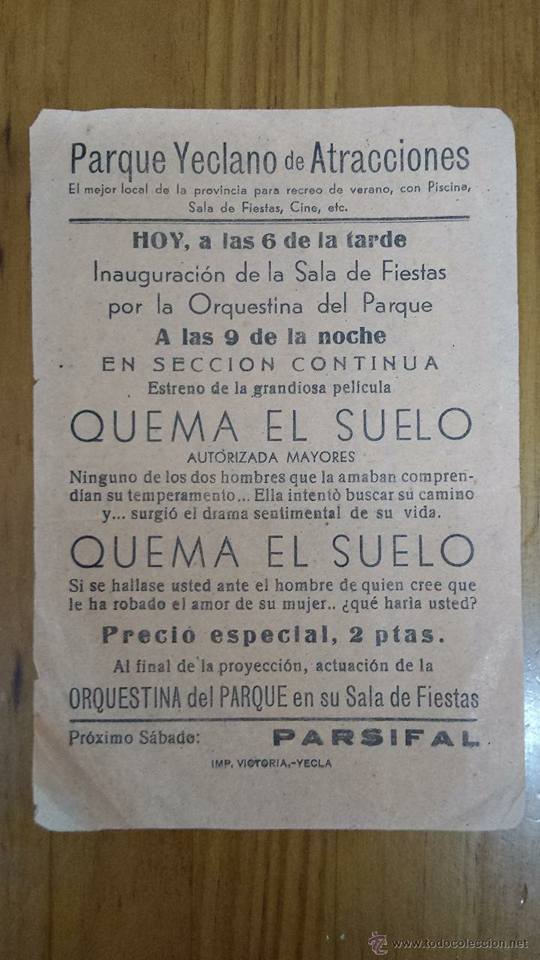 Parque Yeclano de Atracciones
El mejor local de la provincia para recreo de verano, con Piscina,
Sala de Fiestas, Cine, etc.
HOY, a las 6 de la tarde
Inauguración de la Sala de Fiestas
por la Orquestina del Parque
A las 9 de la noche
EN SECCION CONTINUA
Estreno de la grandiosa película
QUEMA EL SUELO
AUTORIZADA MAYORES
Ninguno de los dos hombres que la amaban compren-
dían su temperamento... Ella intentò buscar su camino
y... surgió el drama sentimental de su vida.
QUEMA EL SUELO
Si se hallase usted ante el hombre de quien cree que
le ha robado el amor de su mujer.. ¿qué haria usted?
Precio especial, 2 ptas.
Al final de la proyección, actuación de la
ORQUESTINA del PARQUE en su Sala de Fiestas
Próximo Sábado: PARSIFAL
IMP. VICTORIA.-YECLA
www.todocoleccion.net